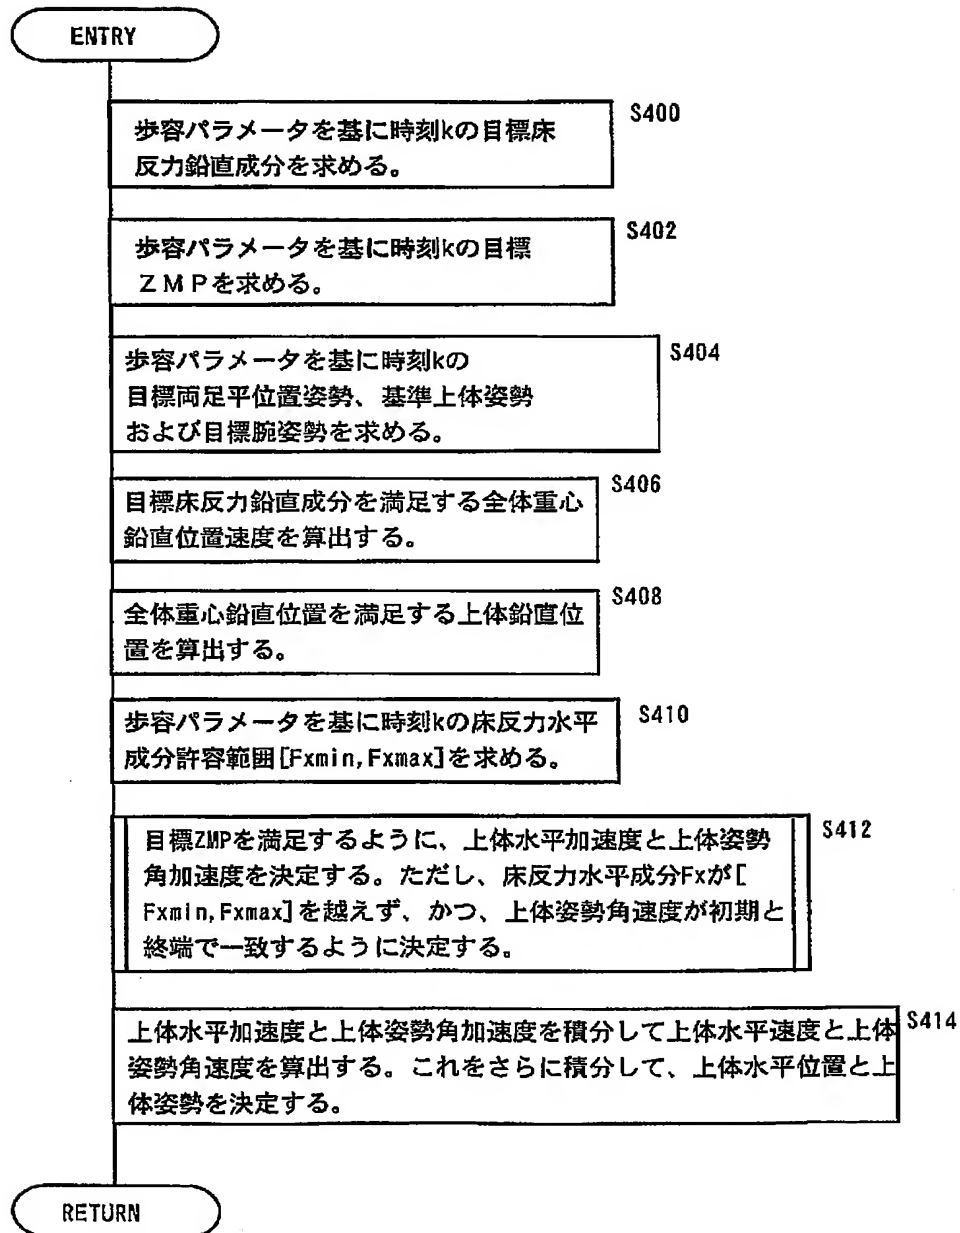 ENTRY
S400
歩容パラメータを基に時刻kの目標床
反力鉛直成分を求める。
S402
歩容パラメータを基に時刻kの目標
ZMPを求める。
S404
歩容パラメータを基に時刻kの
目標両足平位置姿勢、基準上体姿勢
および目標腕姿勢を求める。
S406
目標床反力鉛直成分を満足する全体重心
鉛直位置速度を算出する。
S408
全体重心鉛直位置を満足する上体鉛直位
置を算出する。
S410
歩容パラメータを基に時刻kの床反力水平
成分許容範囲[Fxmin,Fxmax]を求める。
S412
目標ZMPを満足するように、上体水平加速度と上体姿勢
角加速度を決定する。ただし、床反力水平成分Fxが[
Fxmin,Fxmax]を越えず、かつ、上体姿勢角速度が初期と
終端で一致するように決定する。
S414
上体水平加速度と上体姿勢角加速度を積分して上体水平速度と上体
姿勢角速度を算出する。これをさらに積分して、上体水平位置と上
体姿勢を決定する。
RETURN